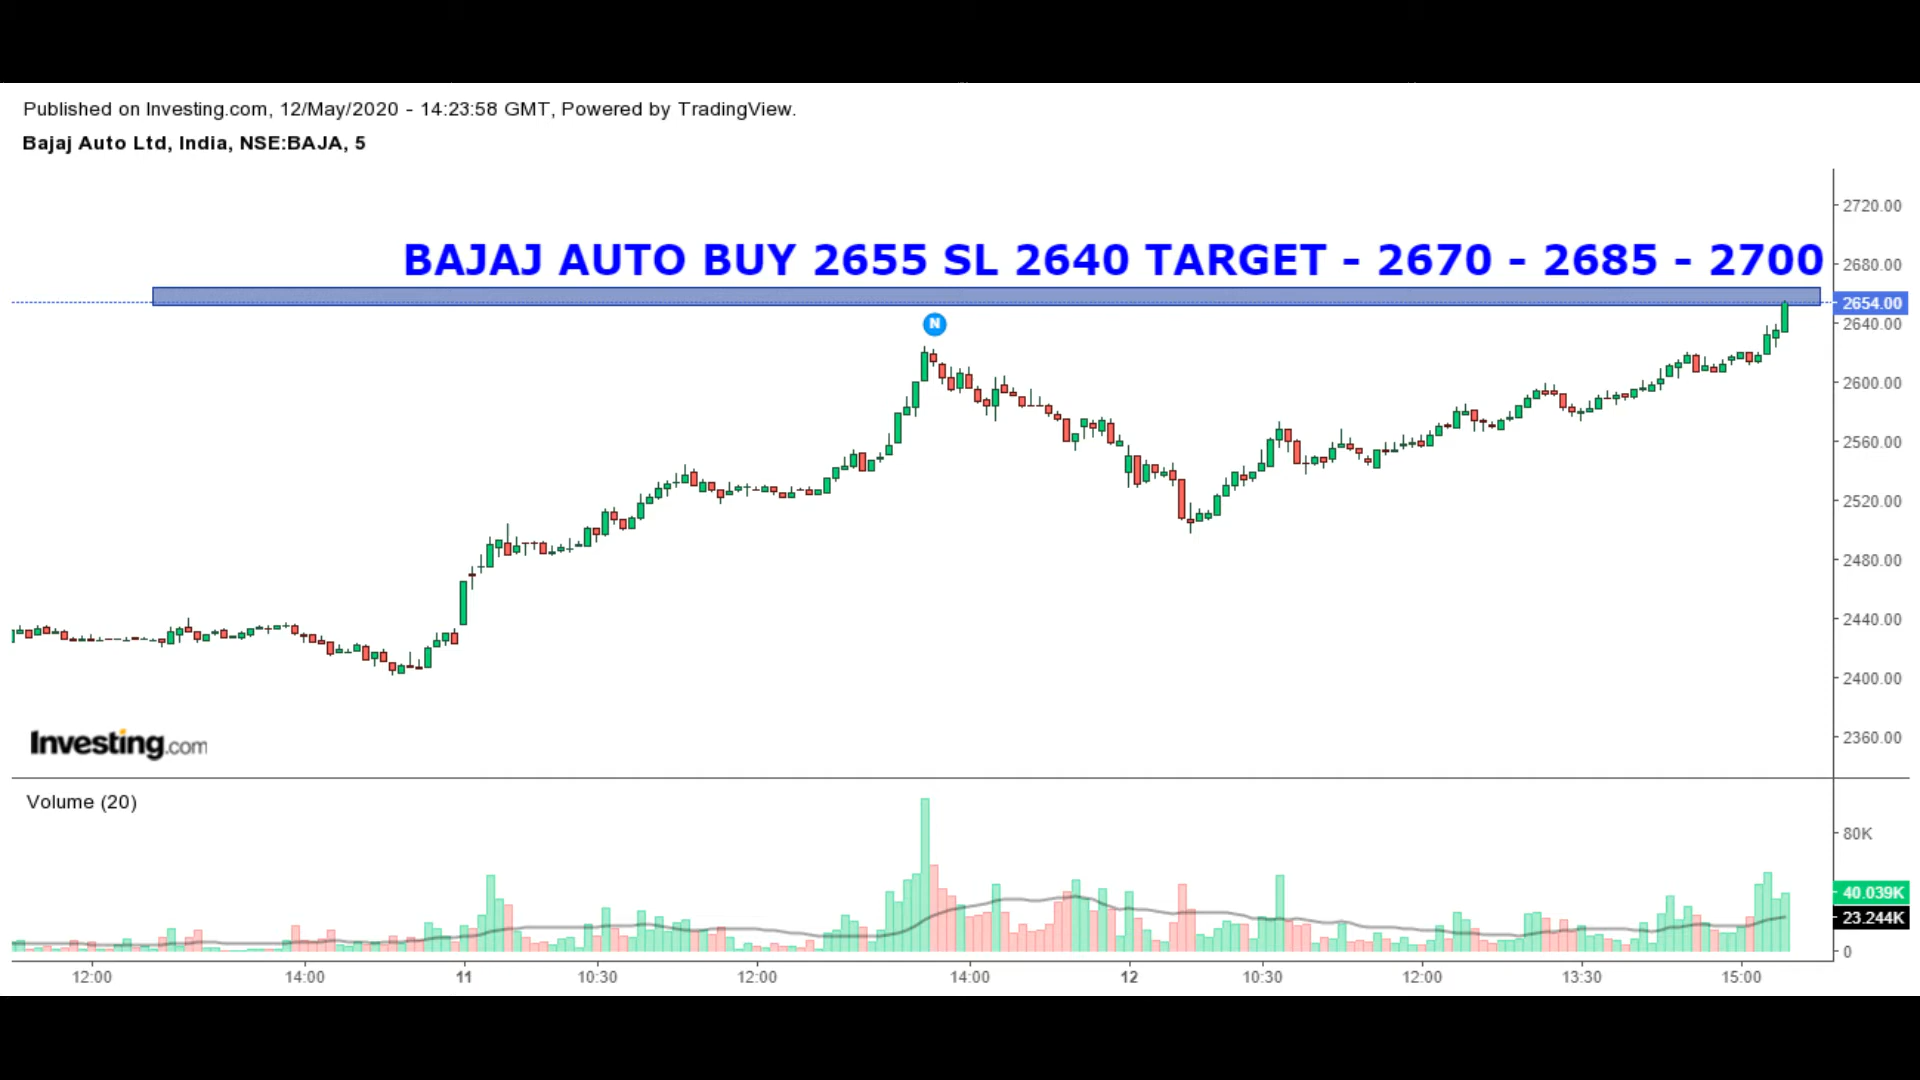 Published on Investing.com, 12/May/2020 - 14:23:58 GMT, Powered by TradingView.
Bajaj Auto Ltd, India, NSE:BAJA, 5
BAJAJ AUTO BUY 2655 SL 2640 TARGET - 2670 - 2685 - 2700
N
2720.00
2680.00
2654.00
2640.00
2600.00
2560.00
2520.00
2480.00
2440.00
2400.00
2360.00
Investing.com
Volume (20)
80K
40.039K
23.244K
0
12:00 14:00 11 10:30 12:00 14:00 12 10:30 12:00 13:30 15:00